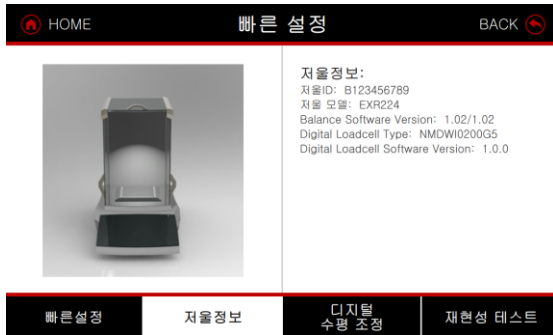 HOME
빠른 설정
BACK
저울정보:
저울ID: B123456789
저울 모델: EXR224
Balance Software Version: 1.02/1.02
Digital Loadcell Type: NMDWI0200G5
Digital Loadcell Software Version: 1.0.0
빠른설정
저울정보
디지털
수평 조정
재현성 테스트